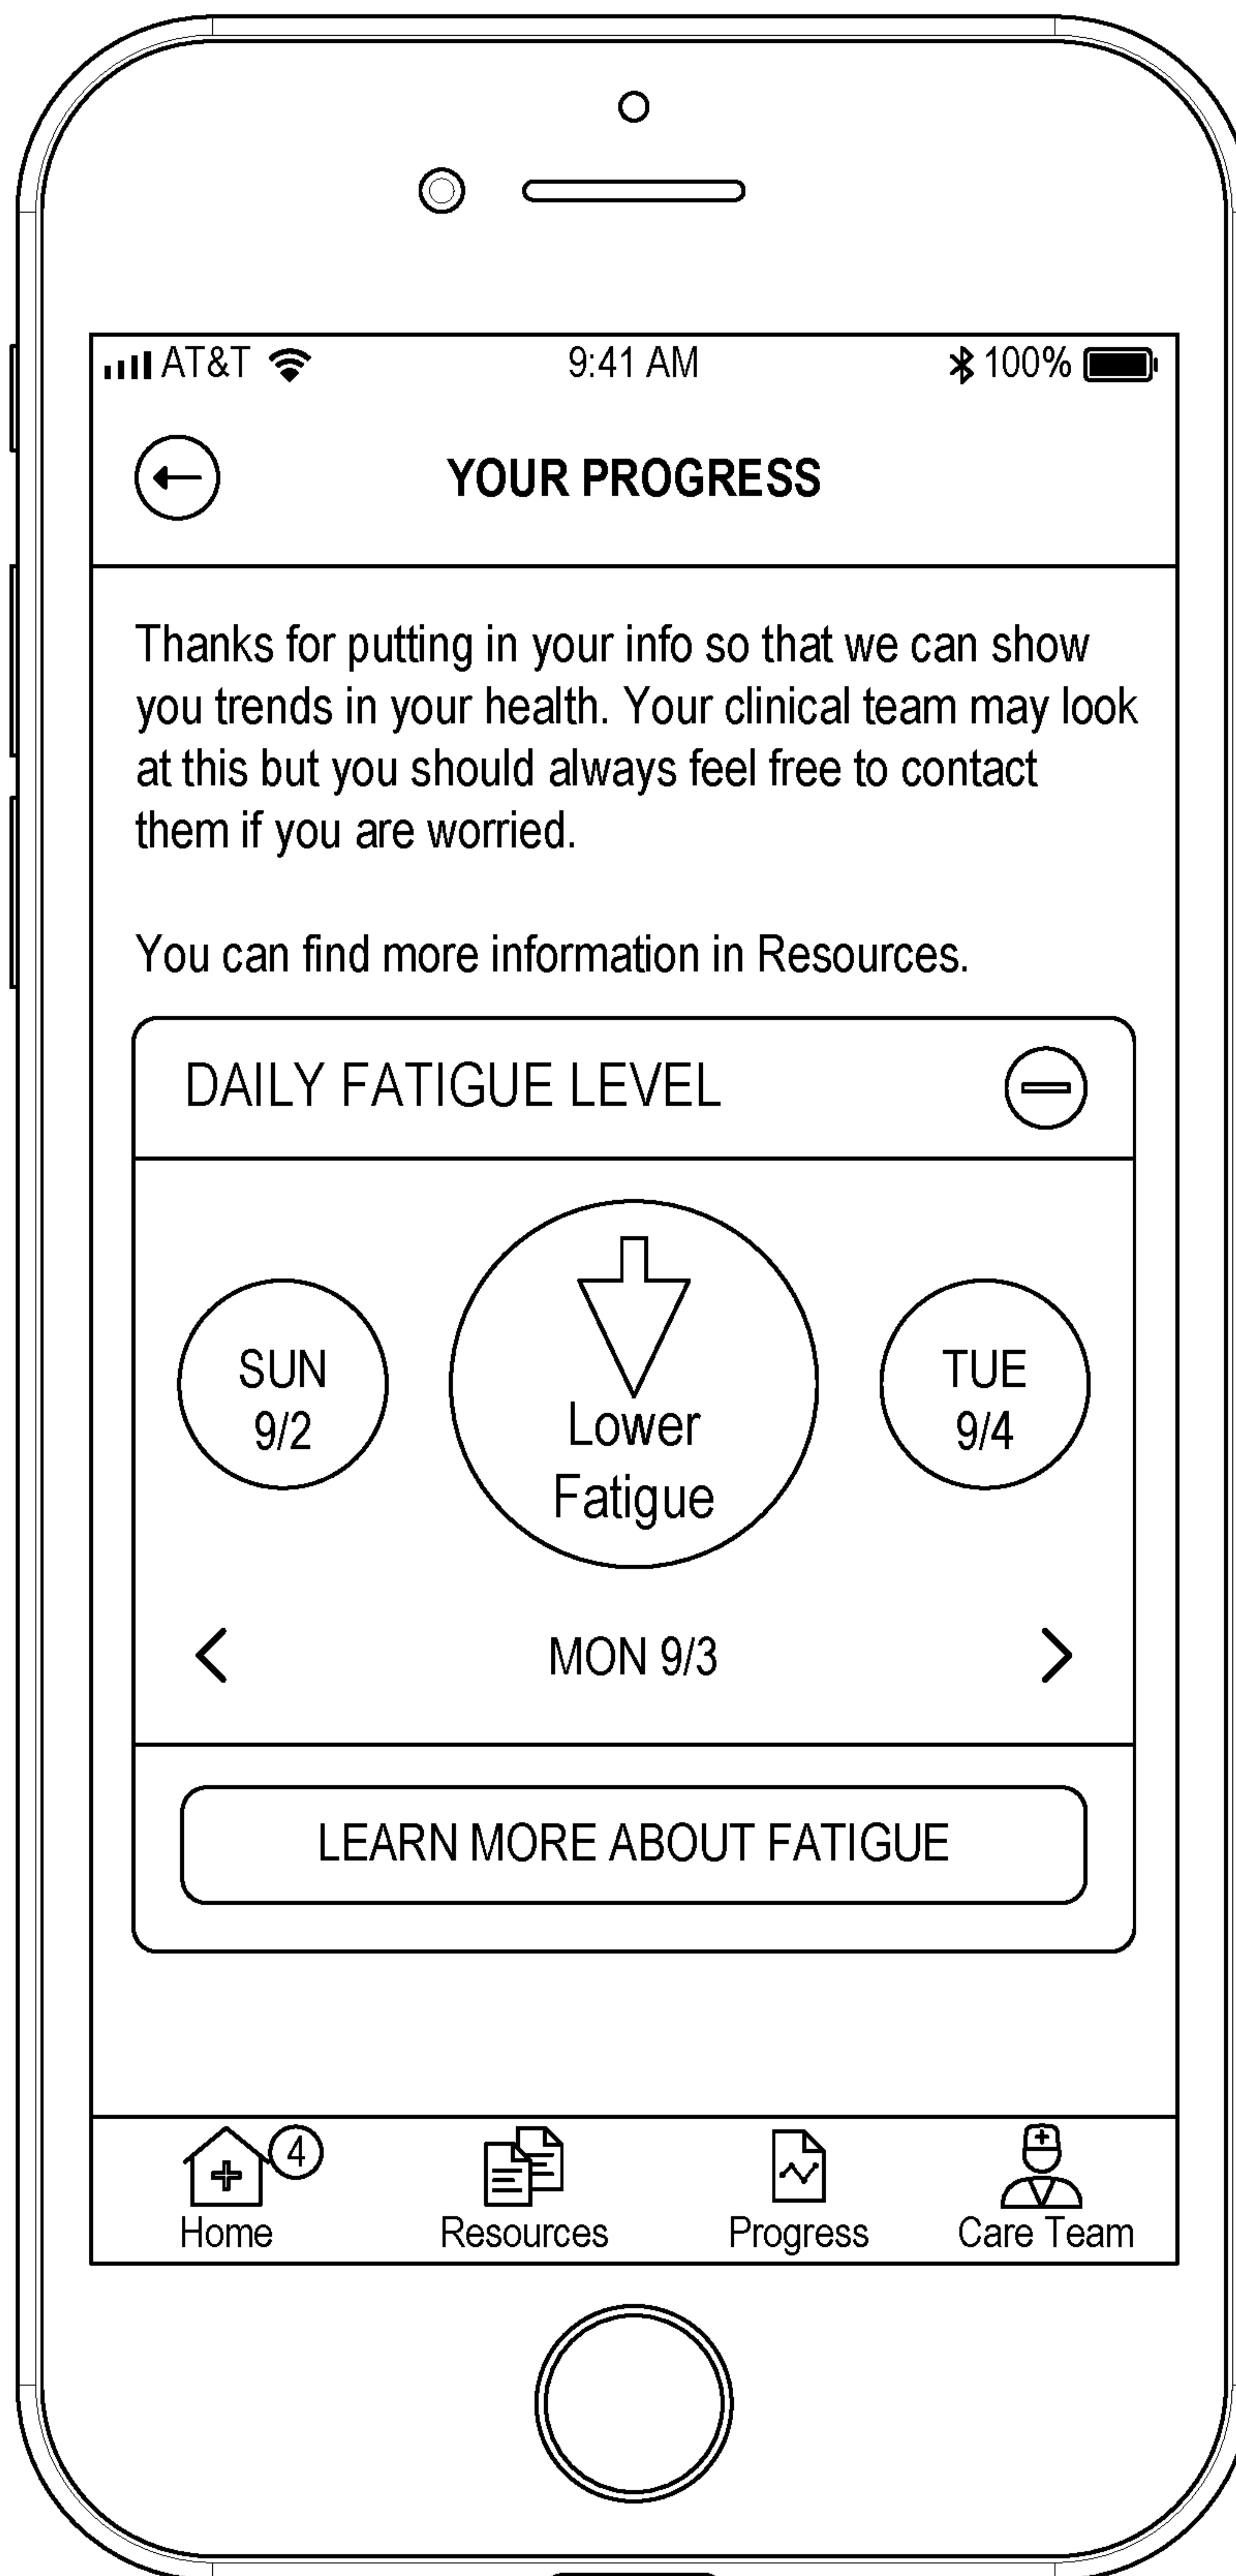 AT&T 9:41 AM 100%
YOUR PROGRESS
Thanks for putting in your info so that we can show
you trends in your health. Your clinical team may look
at this but you should always feel free to contact
them if you are worried.
You can find more information in Resources.
DAILY FATIGUE LEVEL
SUN
9/2
Lower
Fatigue
TUE
9/4
< MON 9/3 >
LEARN MORE ABOUT FATIGUE
4
Home Resources Progress Care Team